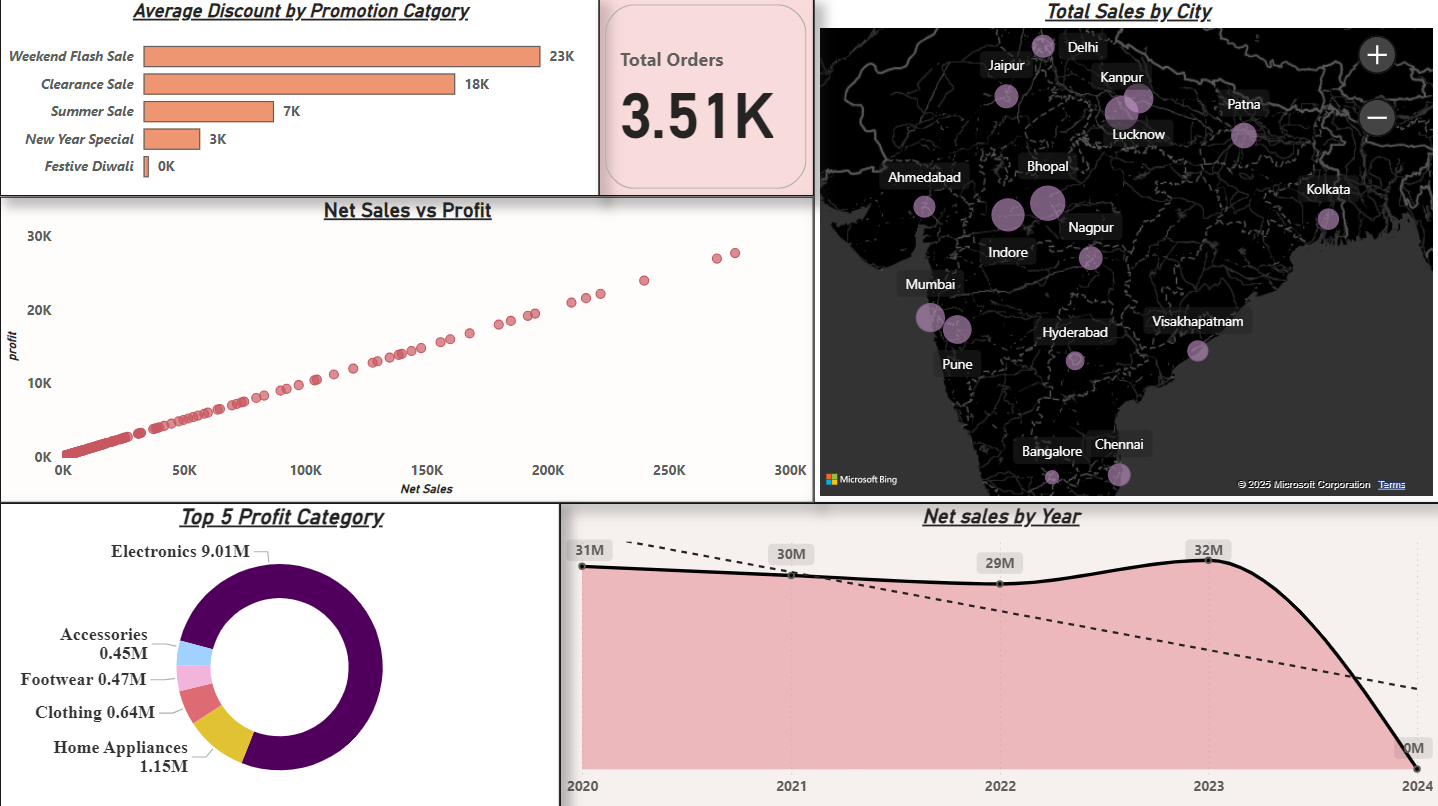 Average Discount by Promotion Catgory
Weekend Flash Sale 23K
Clearance Sale 18K
Summer Sale 7K
New Year Special 3K
Festive Diwali 0K
Total Orders
3.51K
Total Sales by City
Delhi
Jaipur
Kanpur
Patna
Lucknow
Bhopal
Ahmedabad
Kolkata
Nagpur
Indore
Mumbai
Visakhapatnam
Hyderabad
Pune
Chennai
Bangalore
Microsoft Bing
© 2025 Microsoft Corporation Terms
Net Sales vs Profit
30K
20K
10K
0K
profit
0K 50K 100K 150K 200K 250K 300K
Net Sales
Top 5 Profit Category
Electronics 9.01M
Accessories
0.45M
Footwear 0.47M
Clothing 0.64M
Home Appliances
1.15M
Net sales by Year
31M
30M
29M
32M
0M
2020 2021 2022 2023 2024